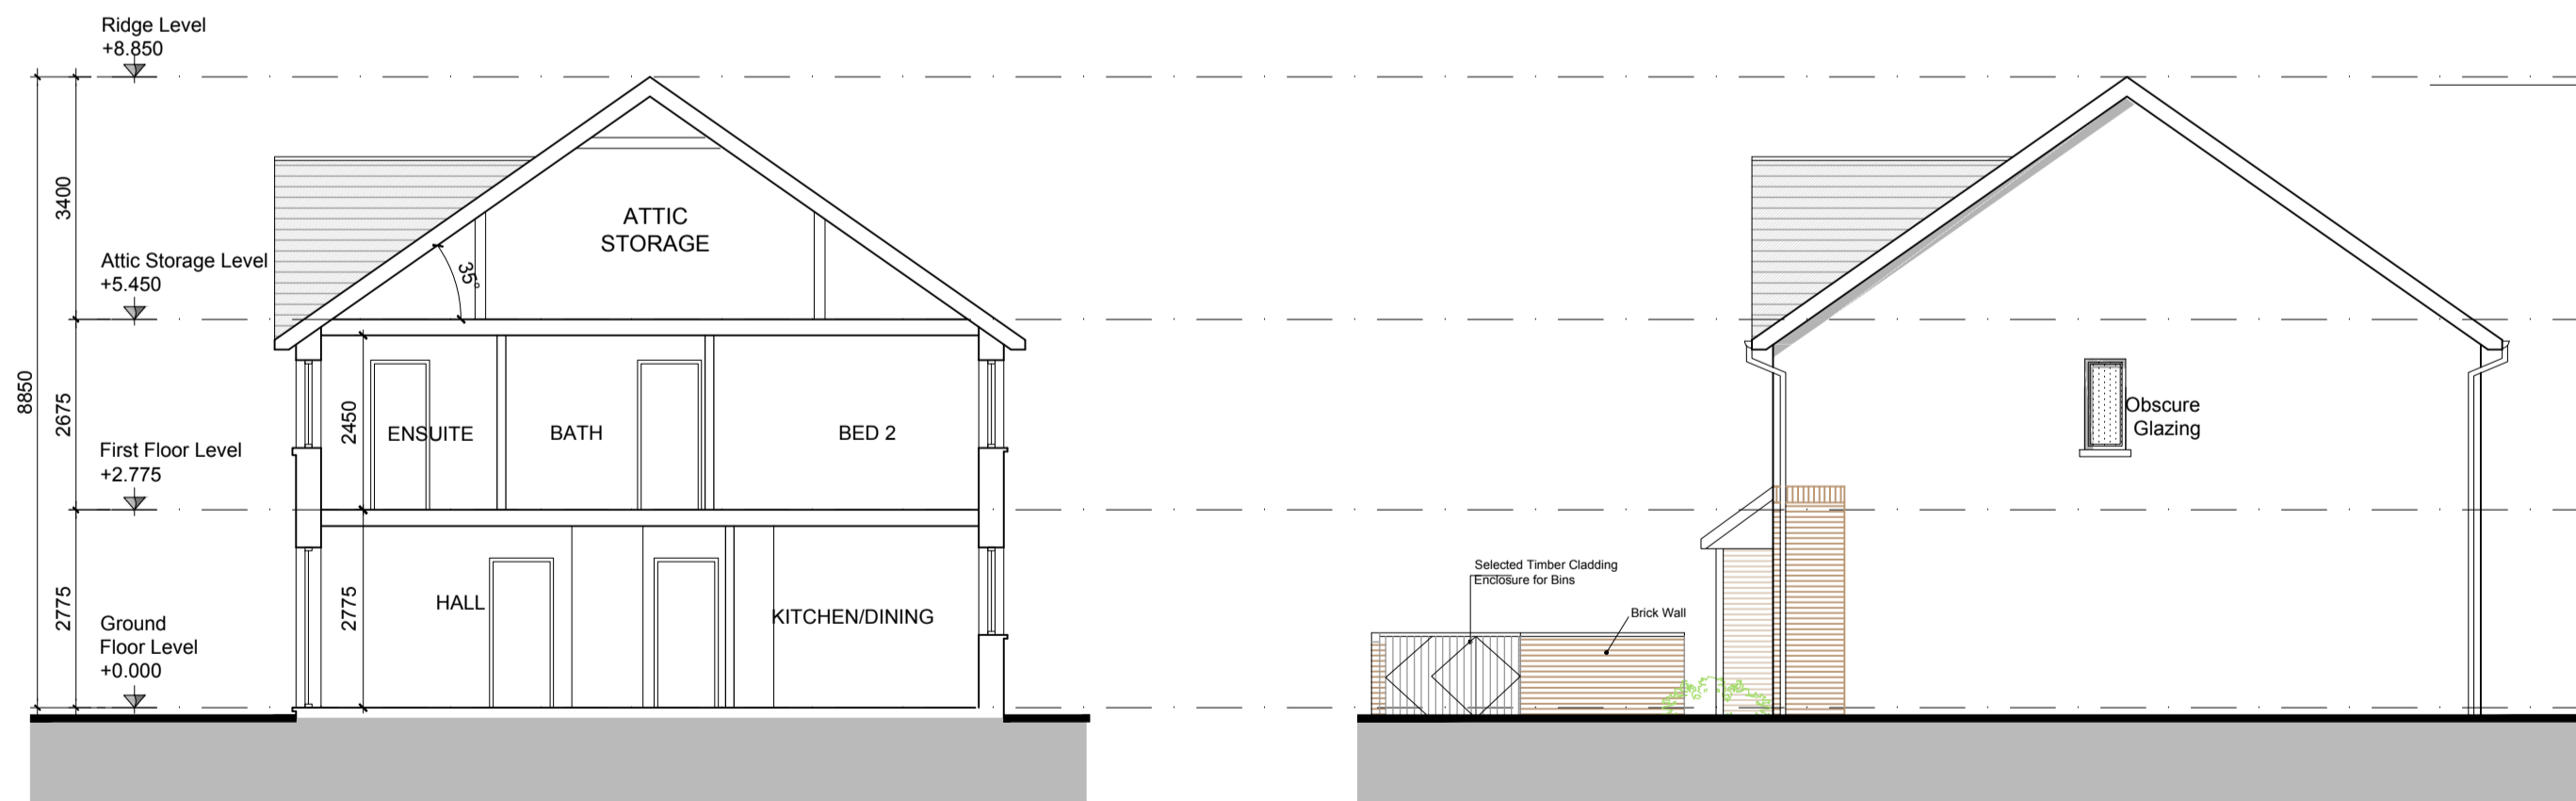 Ridge Level
+8.850
3400
ATTIC
STORAGE
Attic Storage Level
+5.450
35°
8850
2675
2450
ENSUITE
BATH
BED 2
First Floor Level
+2.775
2775
2775
HALL
KITCHEN/DINING
Ground
Floor Level
+0.000
Obscure
Glazing
Selected Timber Cladding
Enclosure for Bins
Brick Wall